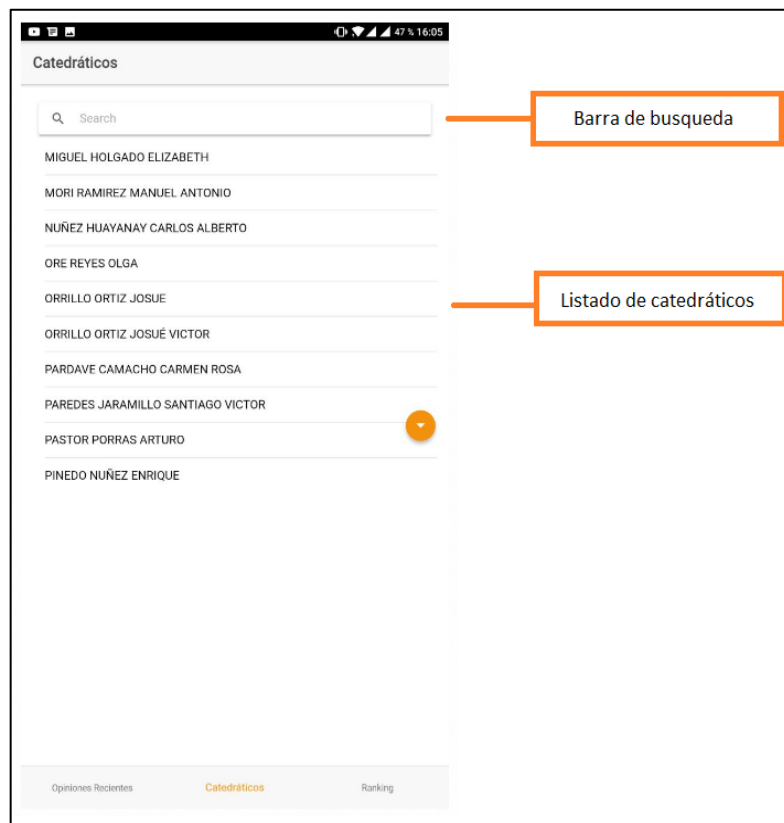 47 % 16:05
Catedráticos
Search
Barra de busqueda
MIGUEL HOLGADO ELIZABETH
MORI RAMIREZ MANUEL ANTONIO
NUÑEZ HUAYANAY CARLOS ALBERTO
ORE REYES OLGA
ORRILLO ORTIZ JOSUE
Listado de catedráticos
ORRILLO ORTIZ JOSUÉ VICTOR
PARDAVE CAMACHO CARMEN ROSA
PAREDES JARAMILLO SANTIAGO VICTOR
PASTOR PORRAS ARTURO
PINEDO NUÑEZ ENRIQUE
Opiniones Recientes Catedráticos Ranking